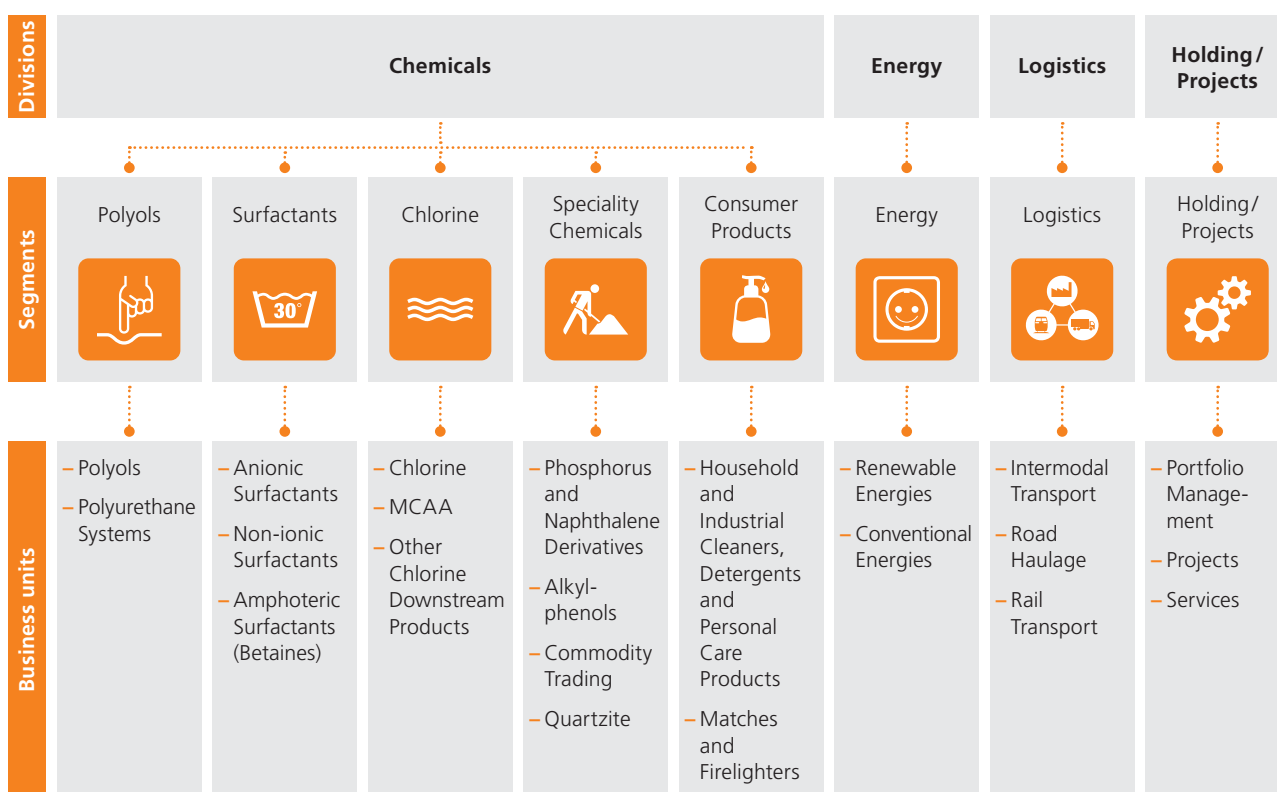 Divisions
Chemicals
Energy
Logistics
Holding/
Projects
Segments
Polyols
Surfactants
30°
Chlorine
Speciality
Chemicals
Consumer
Products
Energy
Logistics
Holding/
Projects
Business units
– Polyols
– Polyurethane
Systems
– Anionic
Surfactants
– Non-ionic
Surfactants
– Amphoteric
Surfactants
(Betaines)
– Chlorine
– MCAA
– Other
Chlorine
Downstream
Products
– Phosphorus
and
Naphthalene
Derivatives
– Alkyl-
phenols
– Commodity
Trading
– Quartzite
– Household
and
Industrial
Cleaners,
Detergents
and
Personal
Care
Products
– Matches
and
Firelighters
– Renewable
Energies
– Conventional
Energies
– Intermodal
Transport
– Road
Haulage
– Rail
Transport
– Portfolio
Manage-
ment
– Projects
– Services